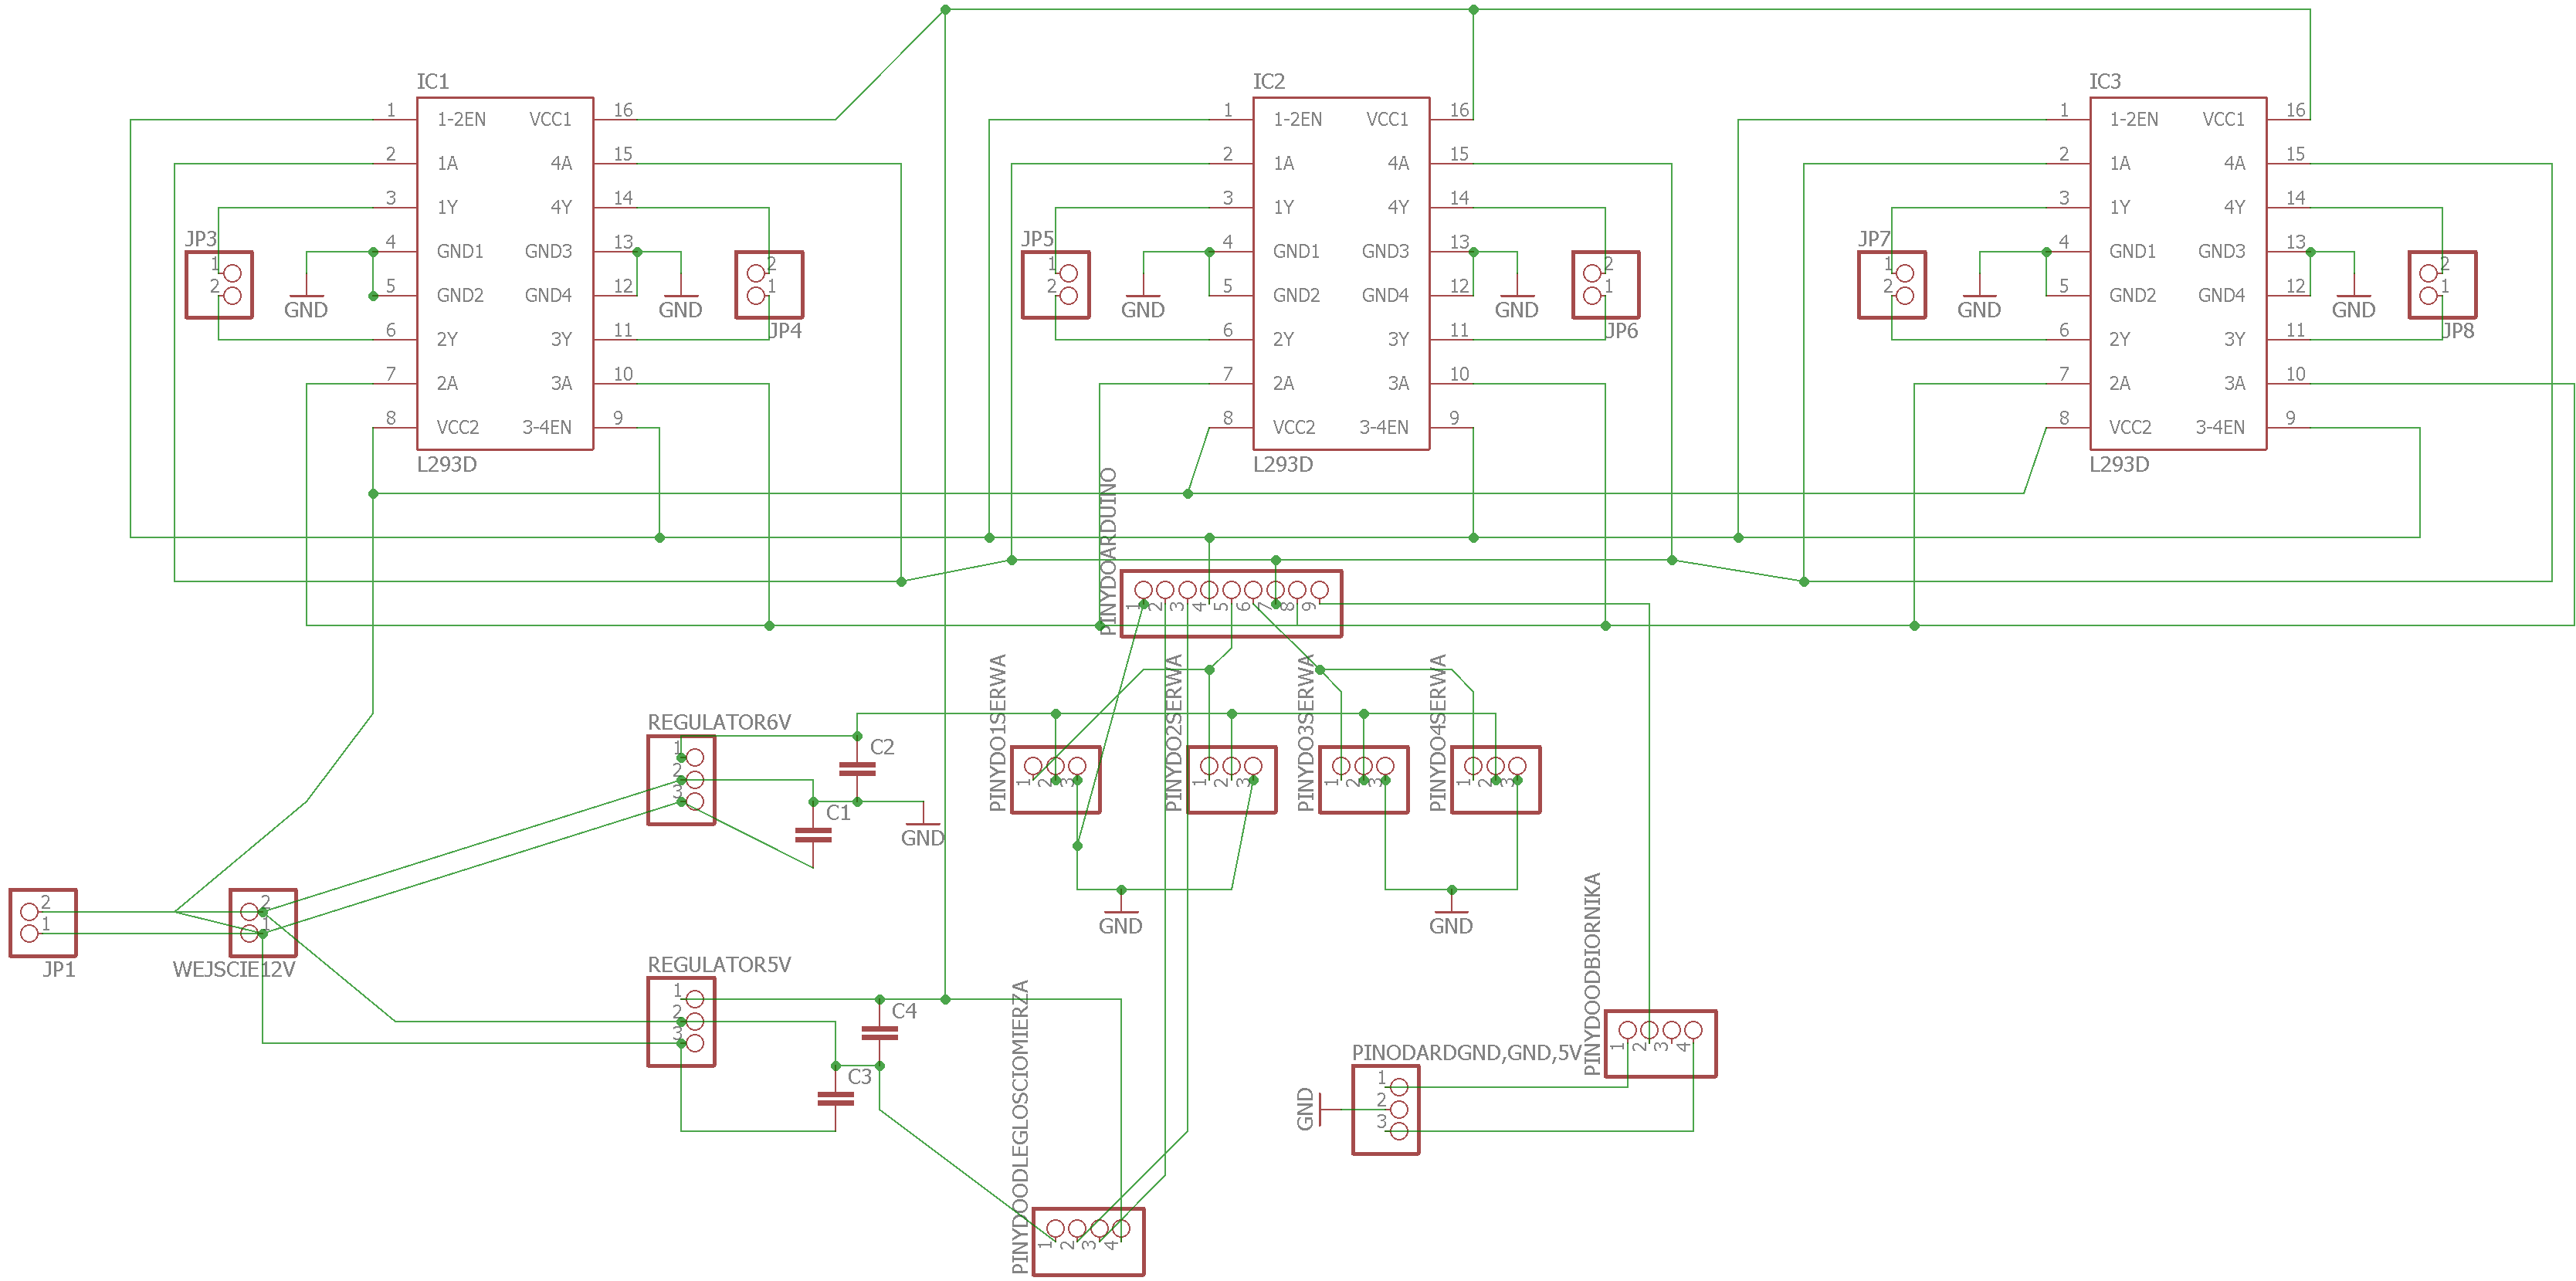 IC1
1 1-2EN VCC1 16
2 1A 4A 15
3 1Y 4Y 14
4 GND1 GND3 13
5 GND2 GND4 12
6 2Y 3Y 11
7 2A 3A 10
8 VCC2 3-4EN 9
L293D
JP3
1
2
GND
GND
2
1
JP4
IC2
1 1-2EN VCC1 16
2 1A 4A 15
3 1Y 4Y 14
4 GND1 GND3 13
5 GND2 GND4 12
6 2Y 3Y 11
7 2A 3A 10
8 VCC2 3-4EN 9
L293D
JP5
1
2
GND
GND
2
1
JP6
IC3
1 1-2EN VCC1 16
2 1A 4A 15
3 1Y 4Y 14
4 GND1 GND3 13
5 GND2 GND4 12
6 2Y 3Y 11
7 2A 3A 10
8 VCC2 3-4EN 9
L293D
JP7
1
2
GND
GND
2
1
JP8
PINYDOARDUINO
1 2 3 4 5 6 7 8 9
REGULATOR6V
1
2
3
C2
C1
GND
PINYDO1SERWA
1 2 3
PINYDO2SERWA
1 2 3
PINYDO3SERWA
1 2 3
PINYDO4SERWA
1 2 3
GND
GND
2
1
JP1
2
1
WEJSCIE12V
REGULATOR5V
1
2
3
C4
C3
PINYDOODLEGLOSCIOMIERZA
1 2 3 4
PINODARDGND,GND,5V
1
2
3
GND
PINYDOODBIORNIKA
1 2 3 4